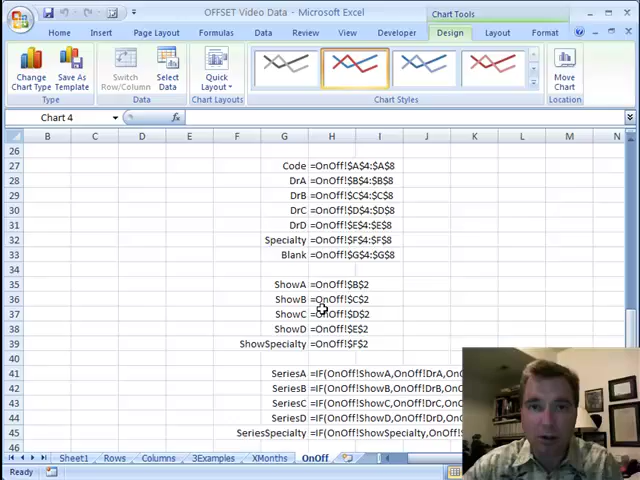 OFFSET Video Data - Microsoft Excel
Chart Tools
Home Insert Page Layout Formulas Data Review View Developer Design Layout Format
Change Chart Type
Save As Template
Switch Row/Column
Select Data
Quick Layout
Move Chart
Type Data Chart Layouts Chart Styles Location
Chart 4 fx
B C D E F G H I J K L M N
26
27 Code =OnOff!$A$4:$A$8
28 DrA =OnOff!$B$4:$B$8
29 DrB =OnOff!$C$4:$C$8
30 DrC =OnOff!$D$4:$D$8
31 DrD =OnOff!$E$4:$E$8
32 Specialty =OnOff!$F$4:$F$8
33 Blank =OnOff!$G$4:$G$8
34
35 ShowA =OnOff!$B$2
36 ShowB =OnOff!$C$2
37 ShowC =OnOff!$D$2
38 ShowD =OnOff!$E$2
39 ShowSpecialty =OnOff!$F$2
40
41 SeriesA =IF(OnOff!ShowA,OnOff!DrA,On
42 SeriesB =IF(OnOff!ShowB,OnOff!DrB,On
43 SeriesC =IF(OnOff!ShowC,OnOff!DrC,On
44 SeriesD =IF(OnOff!ShowD,OnOff!DrD,On
45 SeriesSpecialty =IF(OnOff!ShowSpecialty,OnOff!S
46
Sheet1 Rows Columns 3Examples XMonths OnOff
Ready